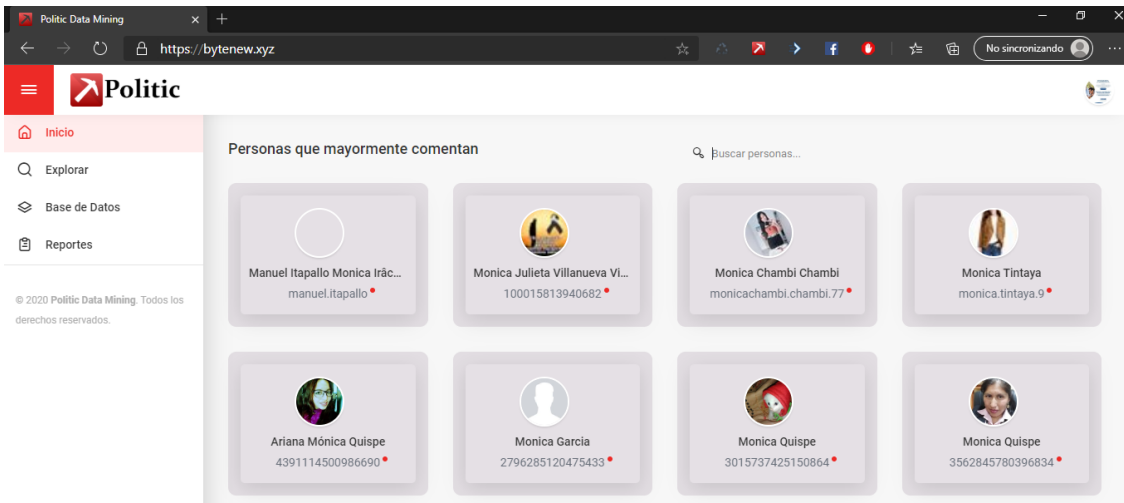 Politic Data Mining
https://bytenew.xyz
No sincronizando
Politic
Inicio
Explorar
Base de Datos
Reportes
© 2020 Politic Data Mining. Todos los
derechos reservados.
Personas que mayormente comentan
Buscar personas...
Manuel Itapallo Monica Irâc...
manuel.itapallo
Monica Julieta Villanueva Vi...
100015813940682
Monica Chambi Chambi
monicachambi.chambi.77
Monica Tintaya
monica.tintaya.9
Ariana Mónica Quispe
4391114500986690
Monica Garcia
2796285120475433
Monica Quispe
3015737425150864
Monica Quispe
3562845780396834